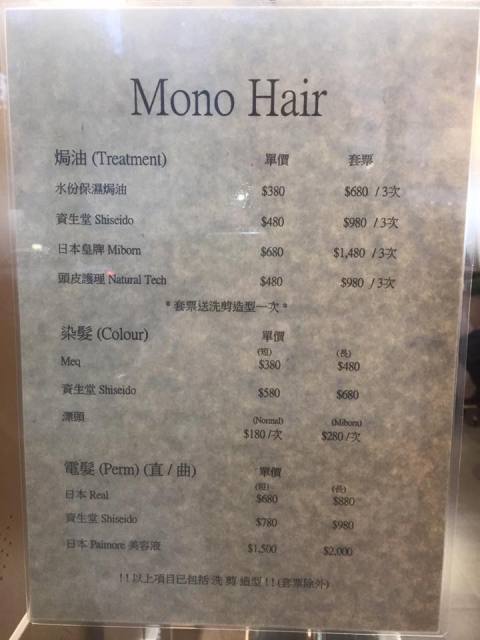 Mono Hair
焗油 (Treatment) 單價 套票
水份保濕焗油 $380 $680 / 3次
資生堂 Shiseido $480 $980 / 3次
日本皇牌 Miborn $680 $1,480 / 3次
頭皮護理 Natural Tech $480 $980 / 3次
* 套票送洗剪造型一次 *
染髮 (Colour) 單價
(短) (長)
Meq $380 $480
資生堂 Shiseido $580 $680
漂頭 (Normal) (Miborn)
$180 /次 $280 /次
電髮 (Perm) (直 / 曲) 單價
(短) (長)
日本 Real $680 $880
資生堂 Shiseido $780 $980
日本 Paimore 美容液 $1,500 $2,000
!! 以上項目已包括 洗 剪 造型 !! (套票除外)